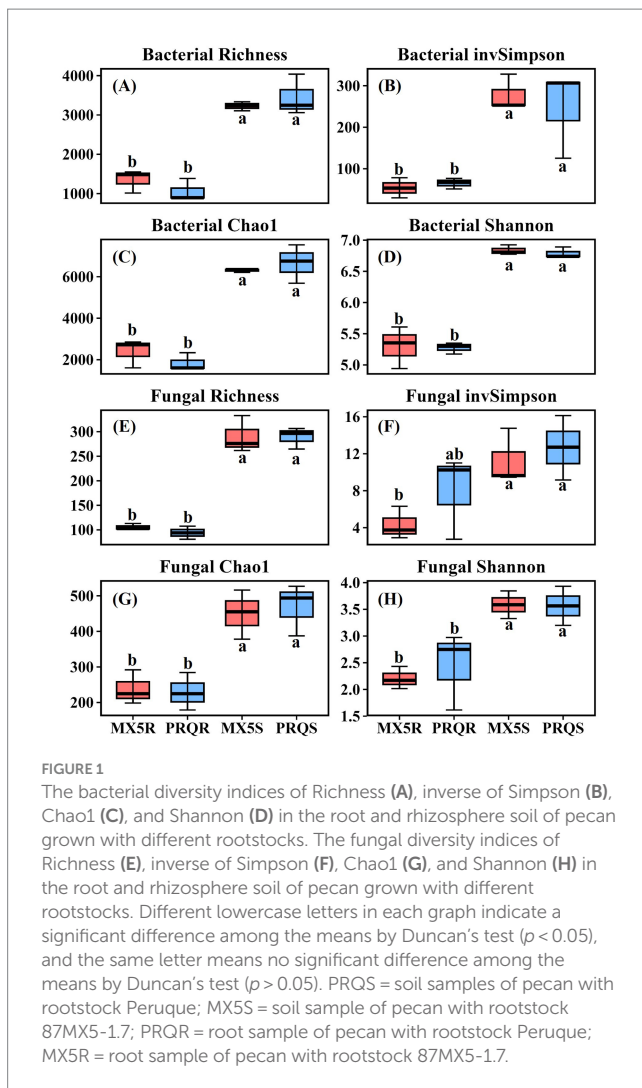 Bacterial Richness
(A)
4000
3000
2000
1000
b
b
a
a
Bacterial invSimpson
(B)
300
200
100
b
b
a
a
Bacterial Chao1
(C)
6000
4000
2000
b
b
a
a
Bacterial Shannon
(D)
7.0
6.5
6.0
5.5
5.0
b
b
a
a
Fungal Richness
(E)
300
250
200
150
100
b
b
a
a
Fungal invSimpson
(F)
16
12
8
4
b
ab
a
a
Fungal Chao1
(G)
500
400
300
200
b
b
a
a
MX5R PRQR MX5S PRQS
Fungal Shannon
(H)
4.0
3.5
3.0
2.5
2.0
1.5
b
b
a
a
MX5R PRQR MX5S PRQS
FIGURE 1
The bacterial diversity indices of Richness (A), inverse of Simpson (B),
Chao1 (C), and Shannon (D) in the root and rhizosphere soil of pecan
grown with different rootstocks. The fungal diversity indices of
Richness (E), inverse of Simpson (F), Chao1 (G), and Shannon (H) in
the root and rhizosphere soil of pecan grown with different
rootstocks. Different lowercase letters in each graph indicate a
significant difference among the means by Duncan’s test (p < 0.05),
and the same letter means no significant difference among the
means by Duncan’s test (p > 0.05). PRQS = soil samples of pecan with
rootstock Peruque; MX5S = soil sample of pecan with rootstock
87MX5-1.7; PRQR = root sample of pecan with rootstock Peruque;
MX5R = root sample of pecan with rootstock 87MX5-1.7.